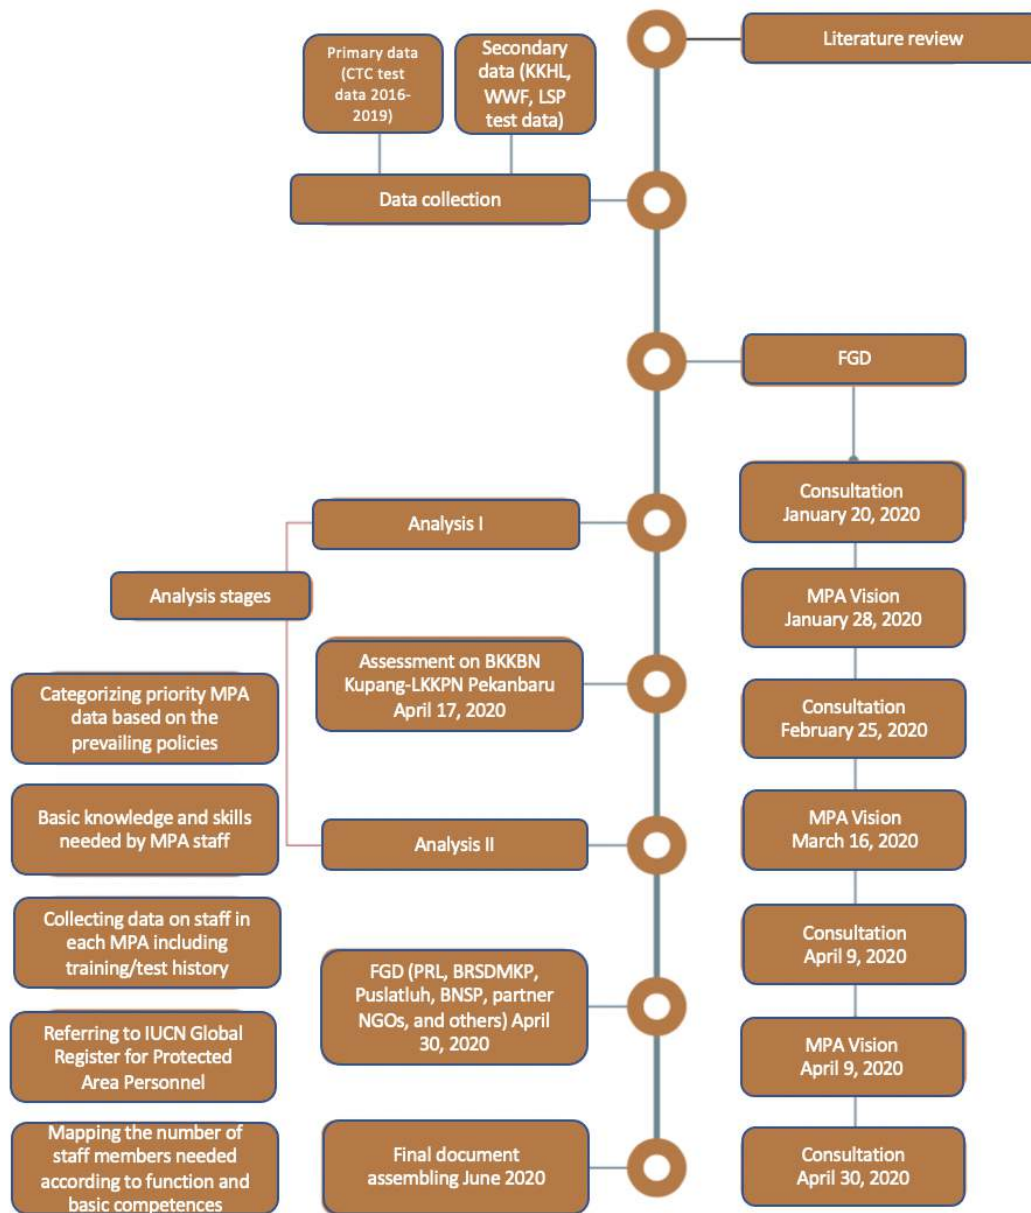 Literature review
Primary data
(CTC test
data 2016-
2019)
Secondary
data (KKHL,
WWF, LSP
test data)
Data collection
FGD
Consultation
January 20, 2020
MPA Vision
January 28, 2020
Consultation
February 25, 2020
MPA Vision
March 16, 2020
Consultation
April 9, 2020
MPA Vision
April 9, 2020
Consultation
April 30, 2020
Analysis I
Analysis stages
Assessment on BKKBN
Kupang-LKKPN Pekanbaru
April 17, 2020
Analysis II
FGD (PRL, BRSDMKP,
Puslatluh, BNSP, partner
NGOs, and others) April
30, 2020
Final document
assembling June 2020
Categorizing priority MPA
data based on the
prevailing policies
Basic knowledge and skills
needed by MPA staff
Collecting data on staff in
each MPA including
training/test history
Referring to IUCN Global
Register for Protected
Area Personnel
Mapping the number of
staff members needed
according to function and
basic competences